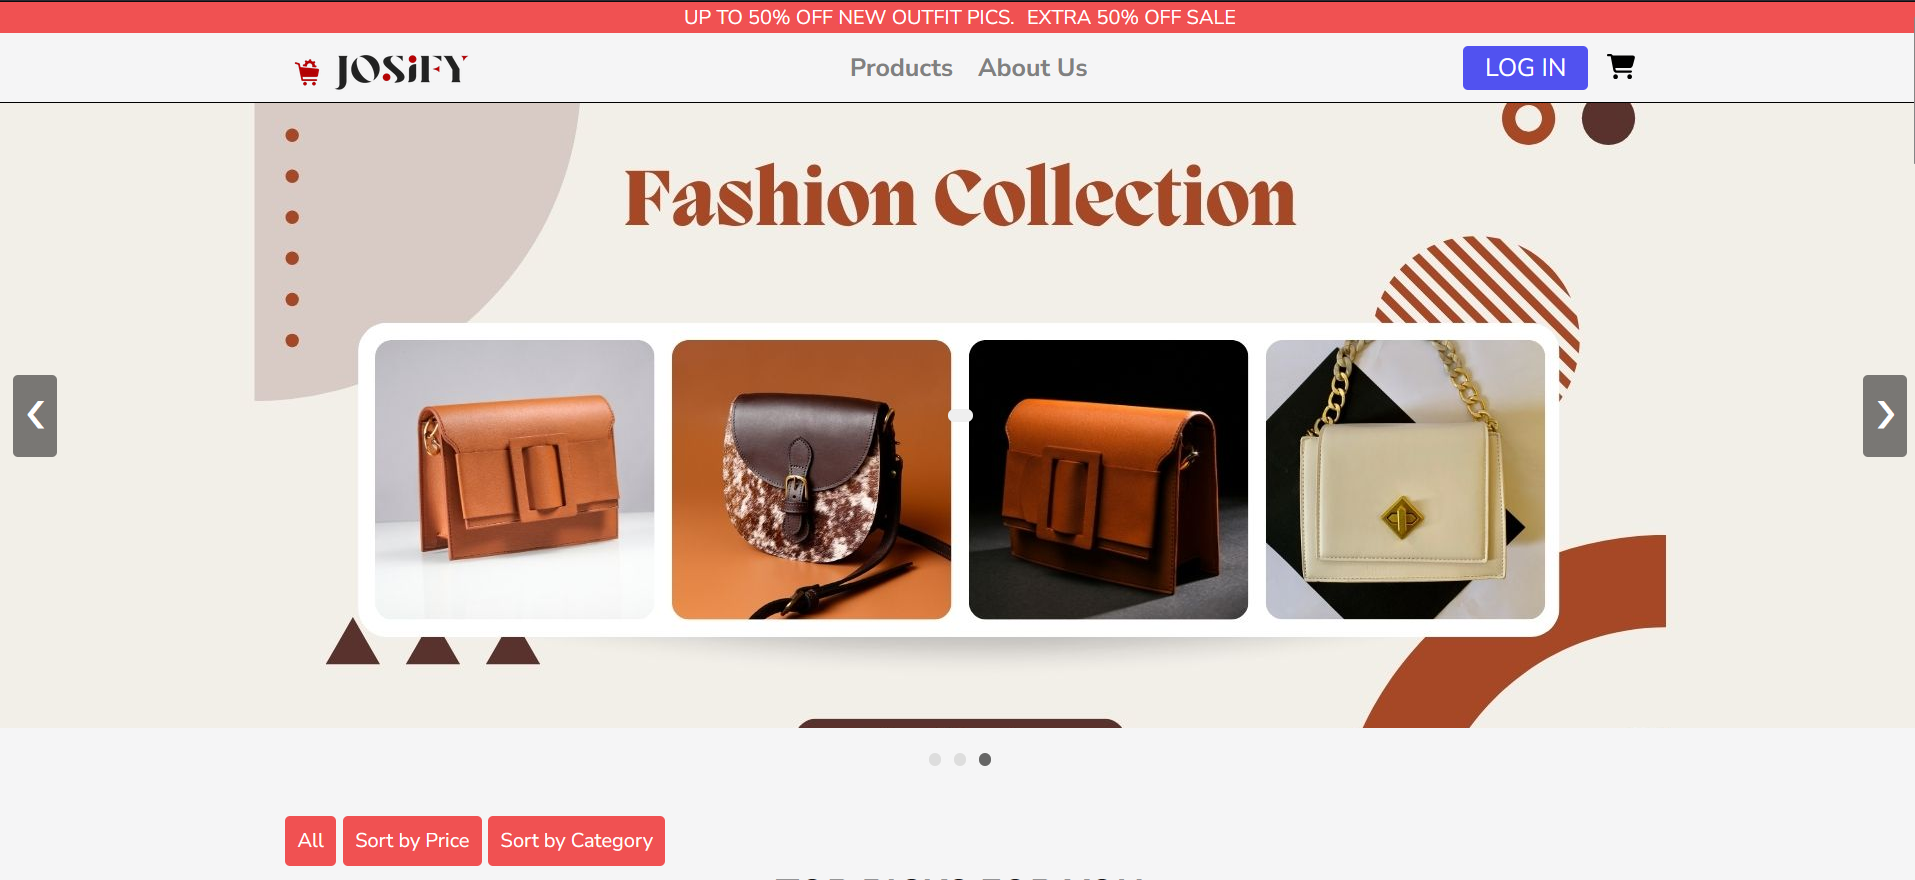 UP TO 50% OFF NEW OUTFIT PICS. EXTRA 50% OFF SALE
JOSiFY
Products About Us
LOG IN
Fashion Collection
❮ ❯
All Sort by Price Sort by Category